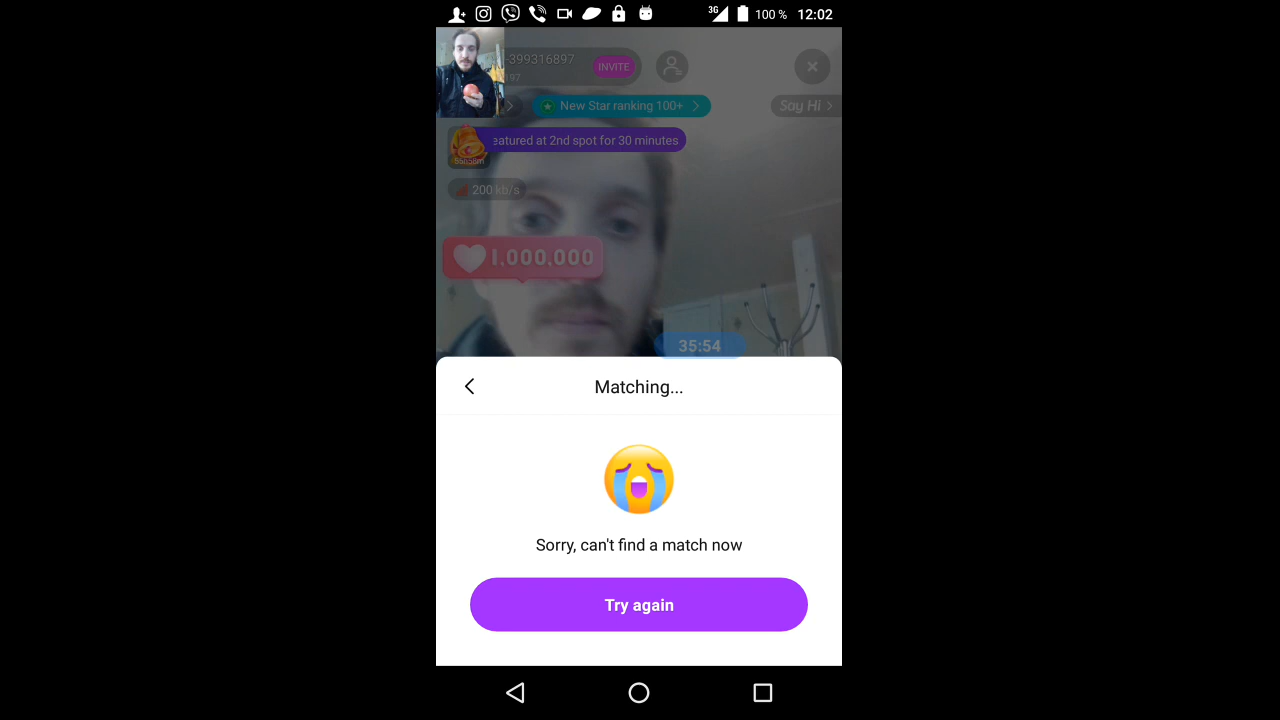 3G 100 % 12:02
-399316897
197
INVITE
New Star ranking 100+
Say Hi
eatured at 2nd spot for 30 minutes
200 kb/s
1,000,000
35:54
Matching...
Sorry, can't find a match now
Try again